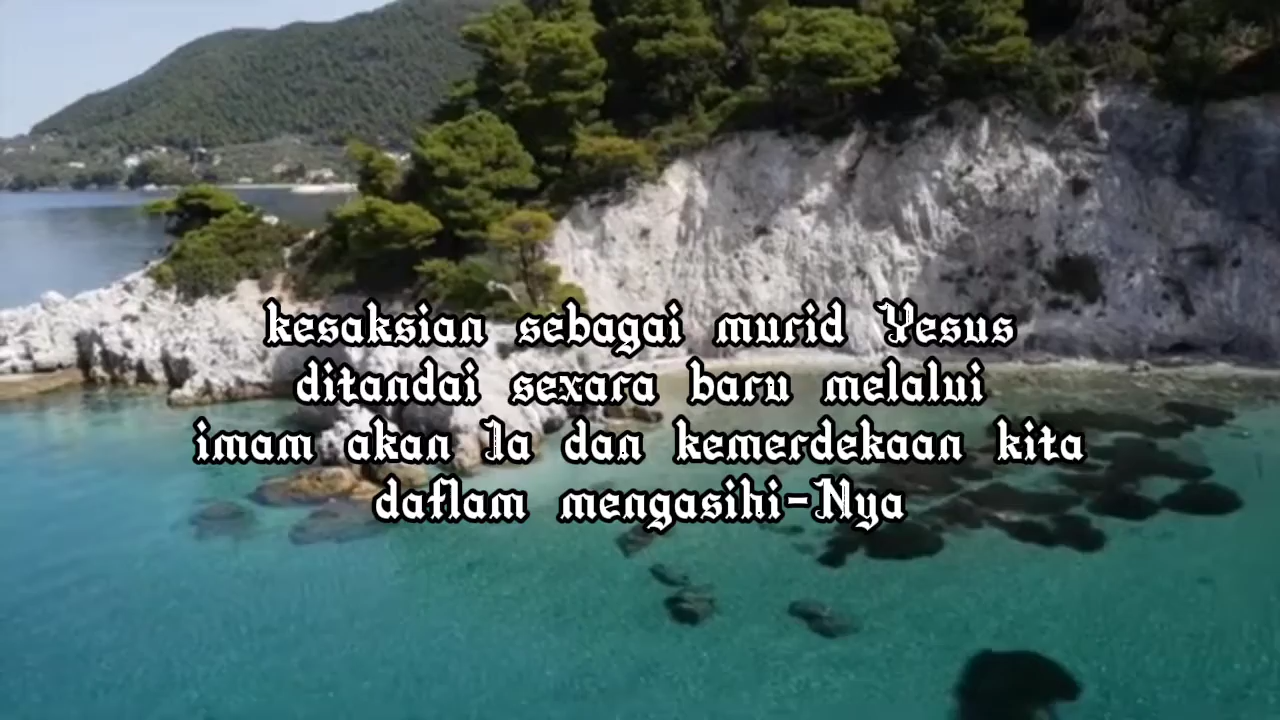 kesaksian sebagai murid Yesus
ditandai sexara baru melalui
imam akan Ia dan kemerdekaan kita
daflam mengasihi-Nya